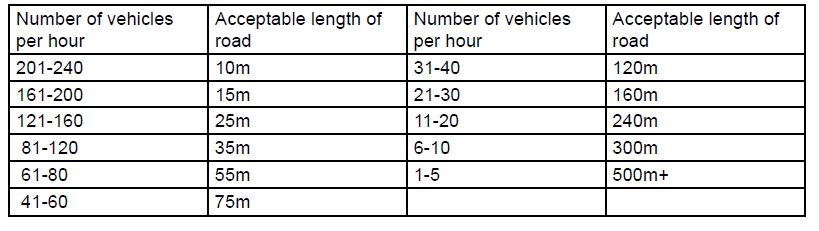 Number of vehicles per hour Acceptable length of road Number of vehicles per hour Acceptable length of road
201-240 10m 31-40 120m
161-200 15m 21-30 160m
121-160 25m 11-20 240m
81-120 35m 6-10 300m
61-80 55m 1-5 500m+
41-60 75m